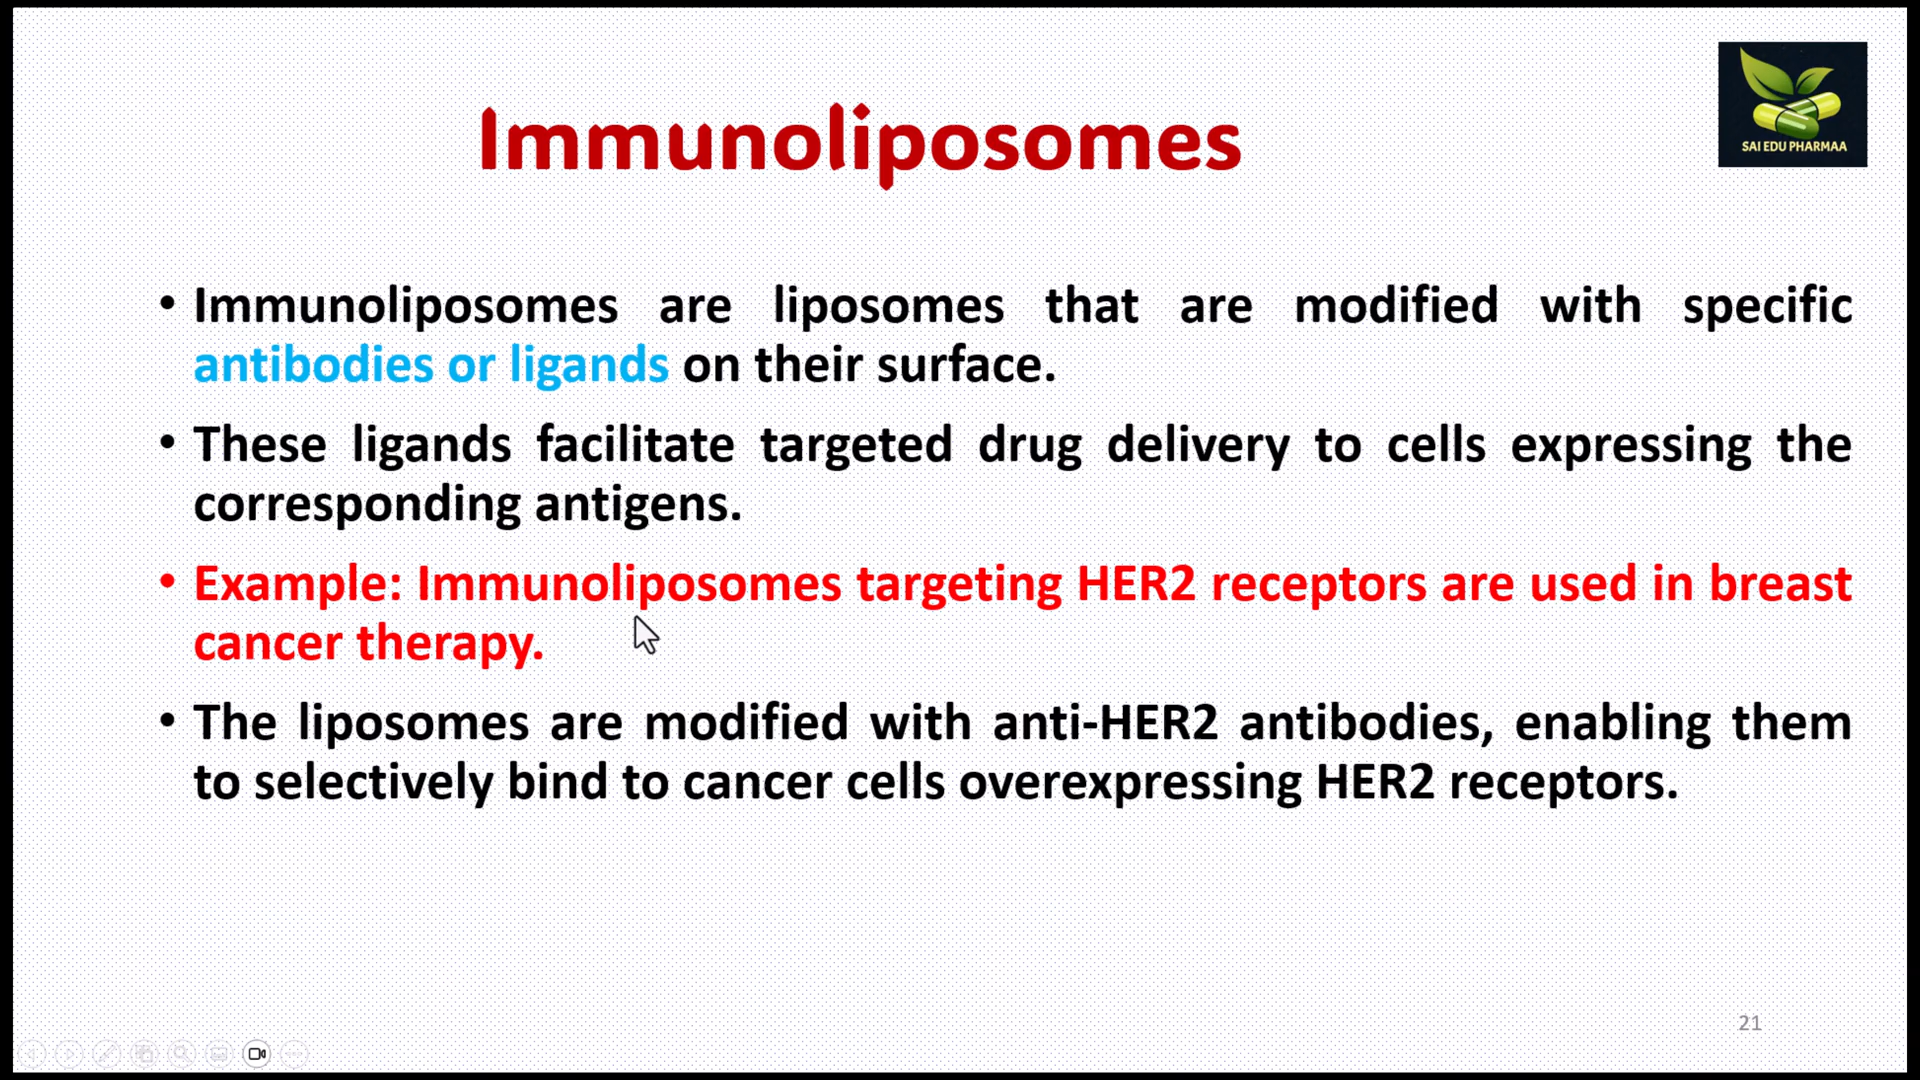 Immunoliposomes
SAI EDU PHARMAA
• Immunoliposomes are liposomes that are modified with specific
antibodies or ligands on their surface.
• These ligands facilitate targeted drug delivery to cells expressing the
corresponding antigens.
• Example: Immunoliposomes targeting HER2 receptors are used in breast
cancer therapy.
• The liposomes are modified with anti-HER2 antibodies, enabling them
to selectively bind to cancer cells overexpressing HER2 receptors.
21